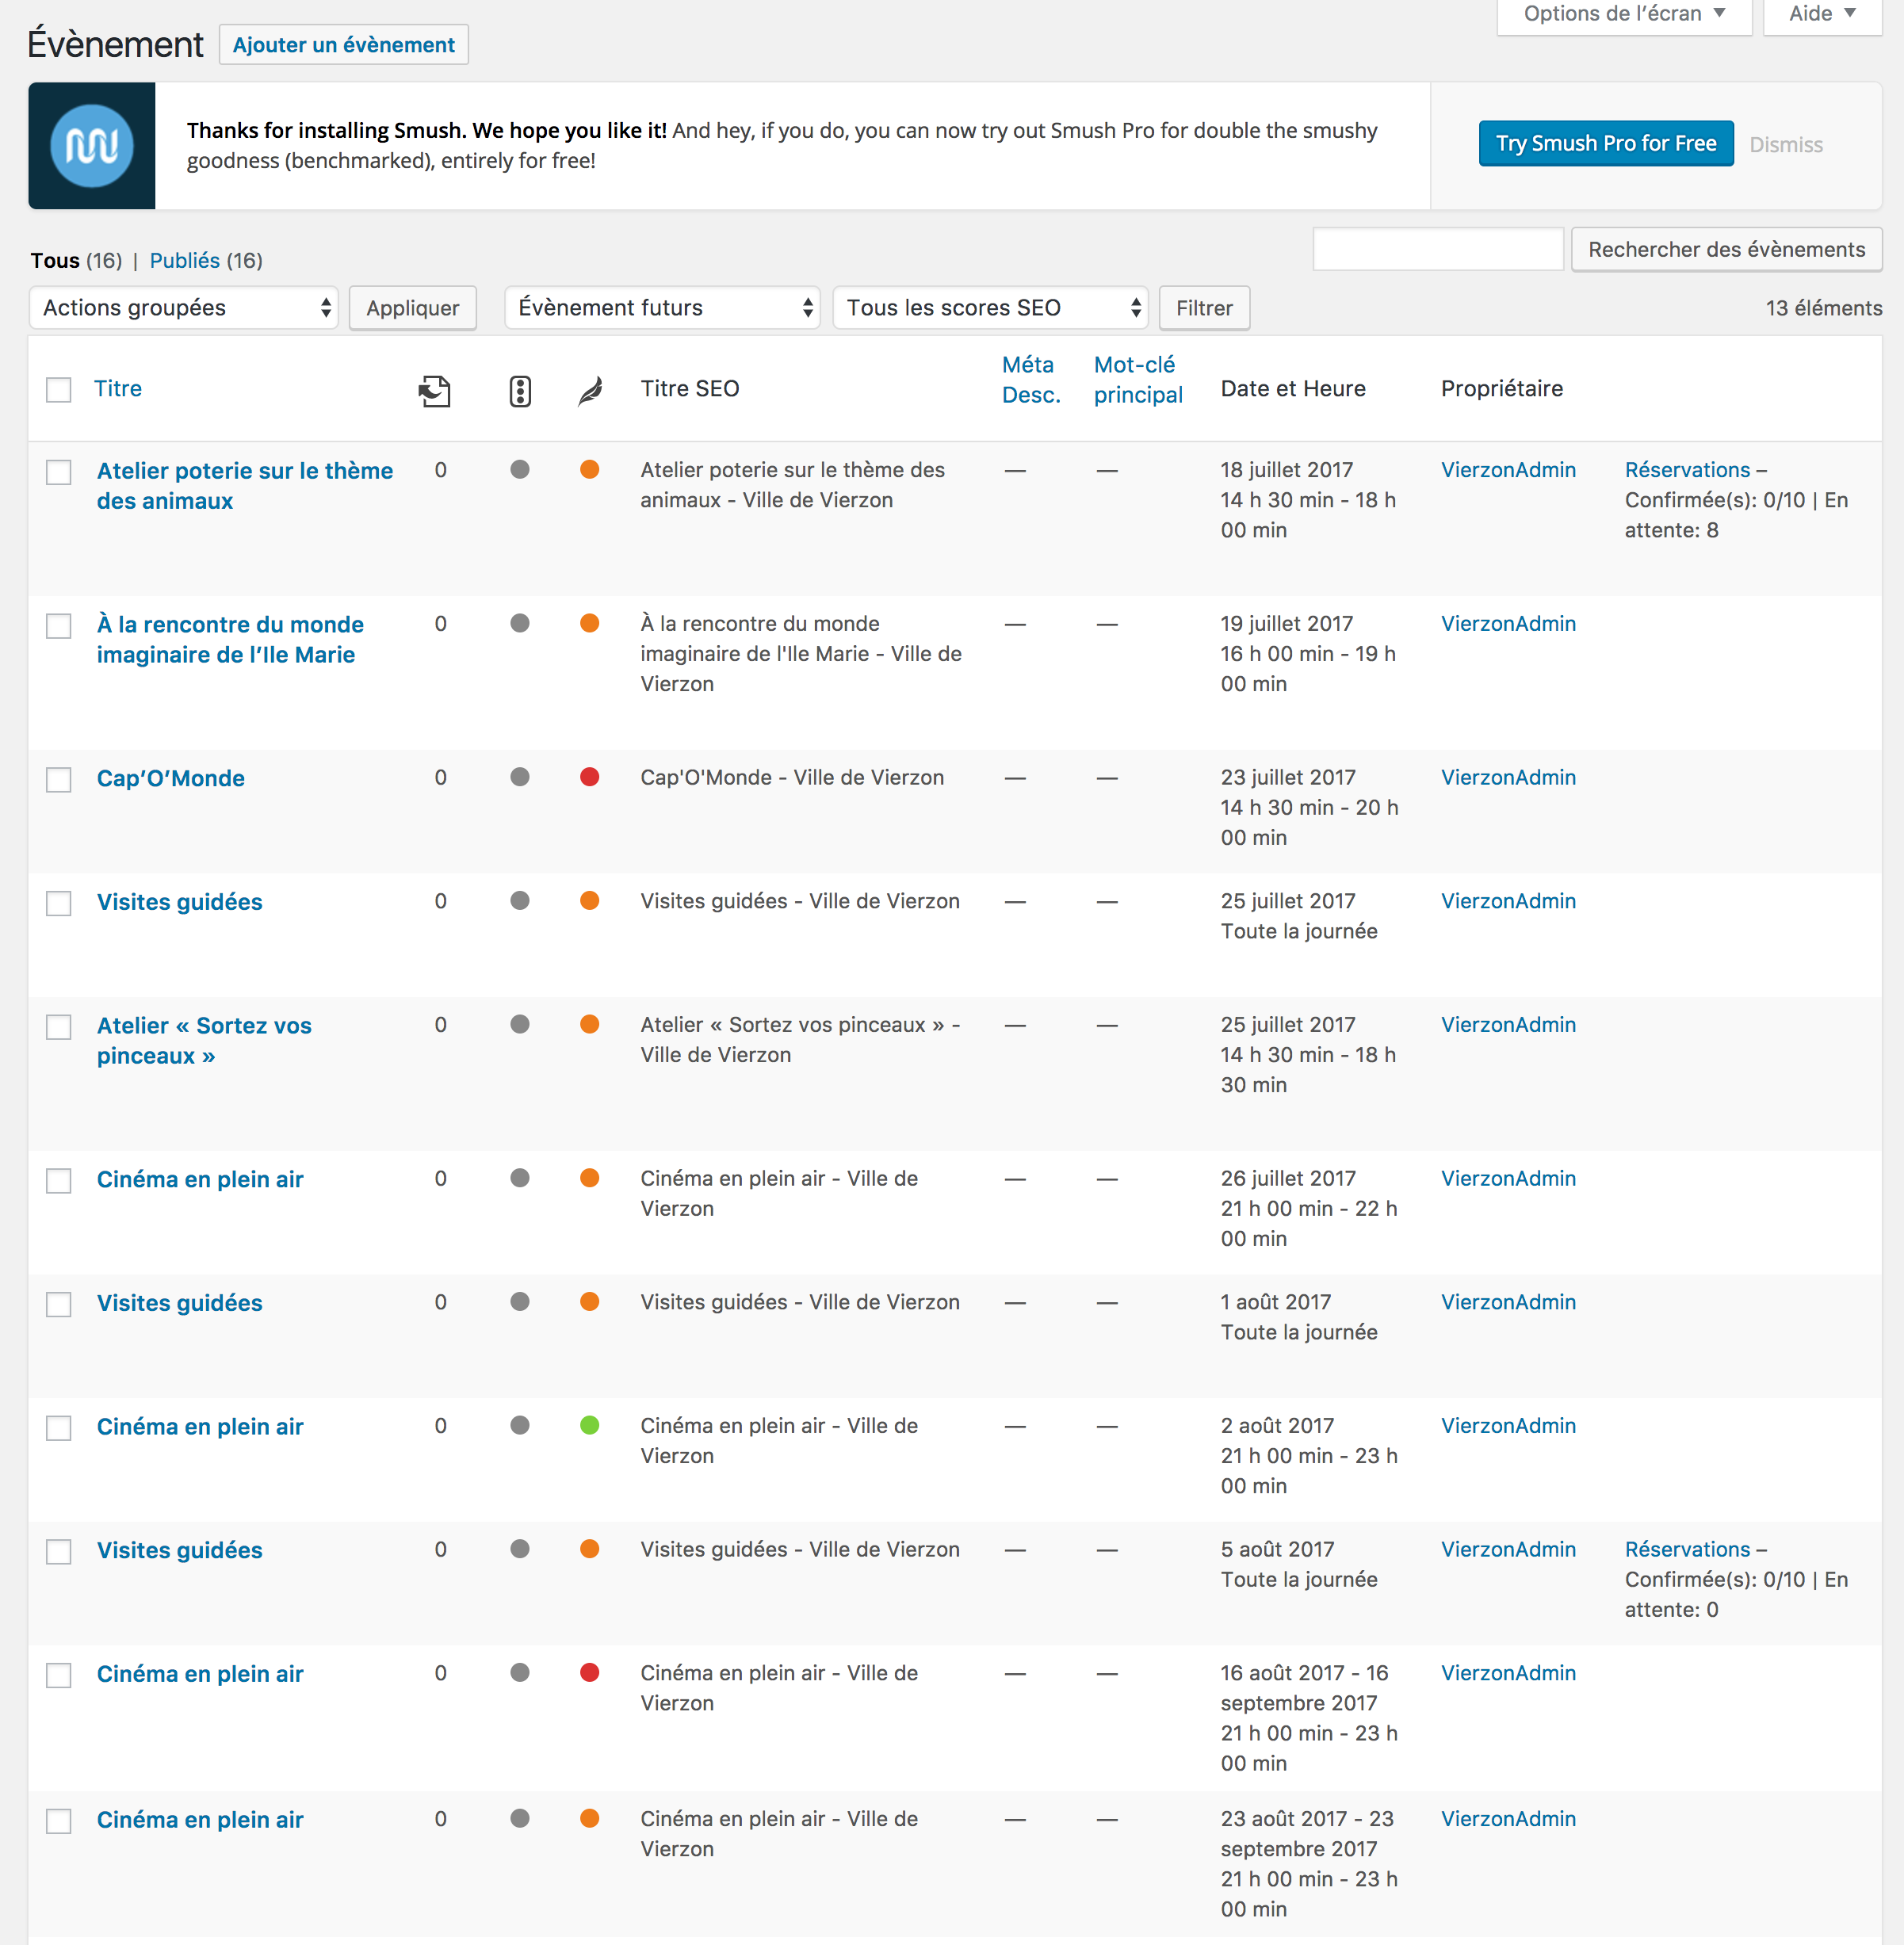 Options de l’écran ▼
Aide ▼
Évènement
Ajouter un évènement
Thanks for installing Smush. We hope you like it! And hey, if you do, you can now try out Smush Pro for double the smushy
goodness (benchmarked), entirely for free!
Try Smush Pro for Free
Dismiss
Tous (16) | Publiés (16)
Rechercher des évènements
Actions groupées
Appliquer
Évènement futurs
Tous les scores SEO
Filtrer
13 éléments
Titre
Titre SEO
Méta
Desc.
Mot-clé
principal
Date et Heure
Propriétaire
Atelier poterie sur le thème
des animaux
0
Atelier poterie sur le thème des
animaux - Ville de Vierzon
—
—
18 juillet 2017
14 h 30 min - 18 h
00 min
VierzonAdmin
Réservations –
Confirmée(s): 0/10 | En
attente: 8
À la rencontre du monde
imaginaire de l’Ile Marie
0
À la rencontre du monde
imaginaire de l'Ile Marie - Ville de
Vierzon
—
—
19 juillet 2017
16 h 00 min - 19 h
00 min
VierzonAdmin
Cap’O’Monde
0
Cap'O'Monde - Ville de Vierzon
—
—
23 juillet 2017
14 h 30 min - 20 h
00 min
VierzonAdmin
Visites guidées
0
Visites guidées - Ville de Vierzon
—
—
25 juillet 2017
Toute la journée
VierzonAdmin
Atelier « Sortez vos
pinceaux »
0
Atelier « Sortez vos pinceaux » -
Ville de Vierzon
—
—
25 juillet 2017
14 h 30 min - 18 h
30 min
VierzonAdmin
Cinéma en plein air
0
Cinéma en plein air - Ville de
Vierzon
—
—
26 juillet 2017
21 h 00 min - 22 h
00 min
VierzonAdmin
Visites guidées
0
Visites guidées - Ville de Vierzon
—
—
1 août 2017
Toute la journée
VierzonAdmin
Cinéma en plein air
0
Cinéma en plein air - Ville de
Vierzon
—
—
2 août 2017
21 h 00 min - 23 h
00 min
VierzonAdmin
Visites guidées
0
Visites guidées - Ville de Vierzon
—
—
5 août 2017
Toute la journée
VierzonAdmin
Réservations –
Confirmée(s): 0/10 | En
attente: 0
Cinéma en plein air
0
Cinéma en plein air - Ville de
Vierzon
—
—
16 août 2017 - 16
septembre 2017
21 h 00 min - 23 h
00 min
VierzonAdmin
Cinéma en plein air
0
Cinéma en plein air - Ville de
Vierzon
—
—
23 août 2017 - 23
septembre 2017
21 h 00 min - 23 h
00 min
VierzonAdmin